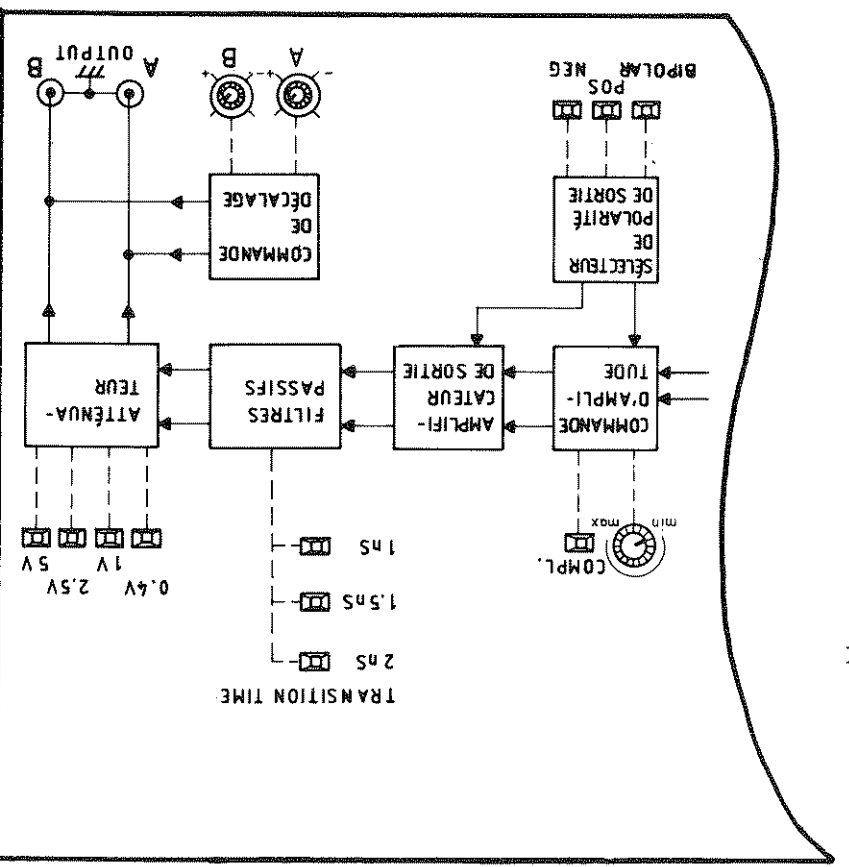 TRANSITION TIME
2 nS
1.5 nS
1 nS
COMPL.
min max
0.4V 2.5V
1V 5V
COMMANDE
D'AMPLI-
TUDE
AMPLIFI-
CATEUR
DE SORTIE
FILTRES
PASSIFS
ATTÉNUA-
TEUR
SÉLECTEUR
DE
POLARITÉ
DE SORTIE
COMMANDE
DE
DÉCALAGE
BIPOLAR NEG
POS
- + - +
A B
A OUTPUT B